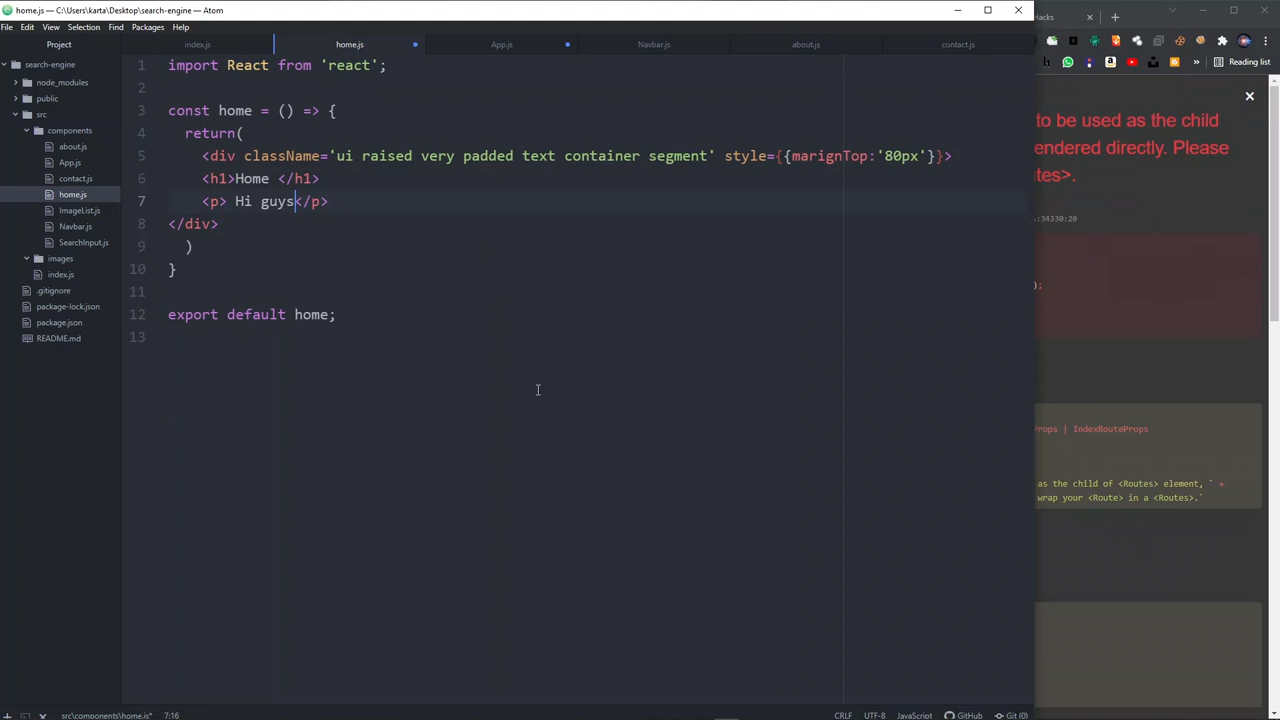 home.js — C:\Users\karta\Desktop\search-engine — Atom
File Edit View Selection Find Packages Help
Project
index.js
home.js
App.js
Navbar.js
about.js
contact.js
search-engine
node_modules
public
src
components
about.js
App.js
contact.js
home.js
ImageList.js
Navbar.js
SearchInput.js
images
index.js
.gitignore
package-lock.json
package.json
README.md
1 import React from 'react';
2
3 const home = () => {
4 return(
5 <div className='ui raised very padded text container segment' style={{marignTop:'80px'}}>
6 <h1>Home </h1>
7 <p> Hi guys</p>
8 </div>
9 )
10 }
11
12 export default home;
13
Hacks
Reading list
to be used as the child
endered directly. Please
es>.
:34330:20
);
Props | IndexRouteProps
as the child of <Routes> element, ` +
wrap your <Route> in a <Routes>.`
src\components\home.js*
7:16
CRLF UTF-8 JavaScript GitHub Git (0)